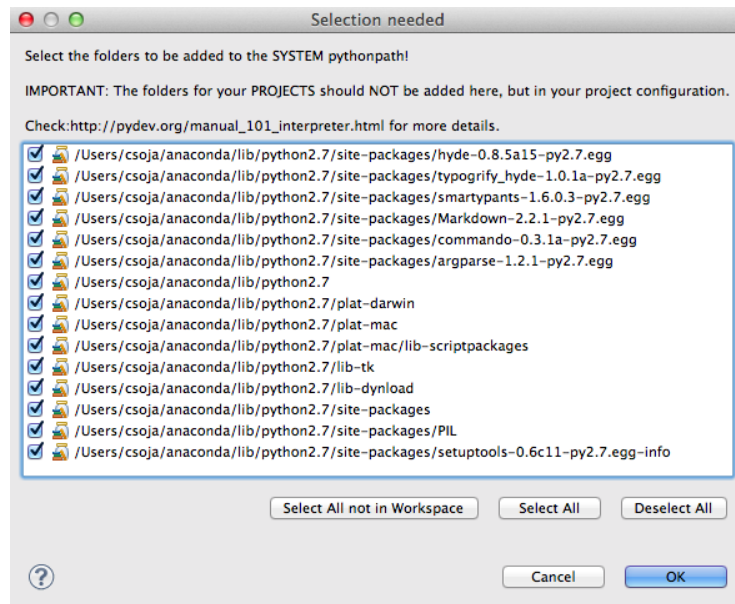 Selection needed
Select the folders to be added to the SYSTEM pythonpath!
IMPORTANT: The folders for your PROJECTS should NOT be added here, but in your project configuration.
Check:http://pydev.org/manual_101_interpreter.html for more details.
/Users/csoja/anaconda/lib/python2.7/site-packages/hyde-0.8.5a15-py2.7.egg
/Users/csoja/anaconda/lib/python2.7/site-packages/typogrify_hyde-1.0.1a-py2.7.egg
/Users/csoja/anaconda/lib/python2.7/site-packages/smartypants-1.6.0.3-py2.7.egg
/Users/csoja/anaconda/lib/python2.7/site-packages/Markdown-2.2.1-py2.7.egg
/Users/csoja/anaconda/lib/python2.7/site-packages/commando-0.3.1a-py2.7.egg
/Users/csoja/anaconda/lib/python2.7/site-packages/argparse-1.2.1-py2.7.egg
/Users/csoja/anaconda/lib/python2.7
/Users/csoja/anaconda/lib/python2.7/plat-darwin
/Users/csoja/anaconda/lib/python2.7/plat-mac
/Users/csoja/anaconda/lib/python2.7/plat-mac/lib-scriptpackages
/Users/csoja/anaconda/lib/python2.7/lib-tk
/Users/csoja/anaconda/lib/python2.7/lib-dynload
/Users/csoja/anaconda/lib/python2.7/site-packages
/Users/csoja/anaconda/lib/python2.7/site-packages/PIL
/Users/csoja/anaconda/lib/python2.7/site-packages/setuptools-0.6c11-py2.7.egg-info
Select All not in Workspace Select All Deselect All
? Cancel OK